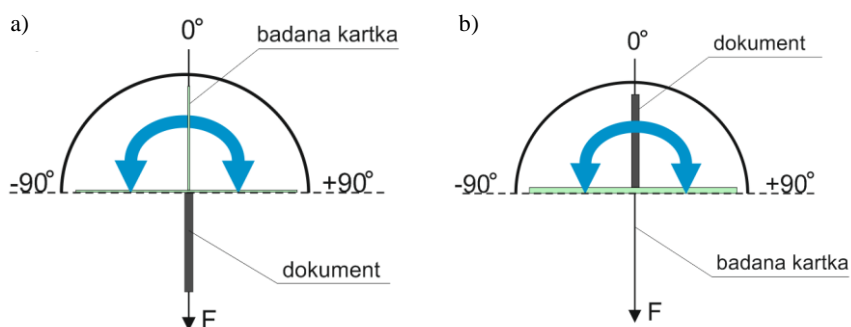 a)
0°
badana kartka
-90°
+90°
dokument
F
b)
0°
dokument
-90°
+90°
badana kartka
F